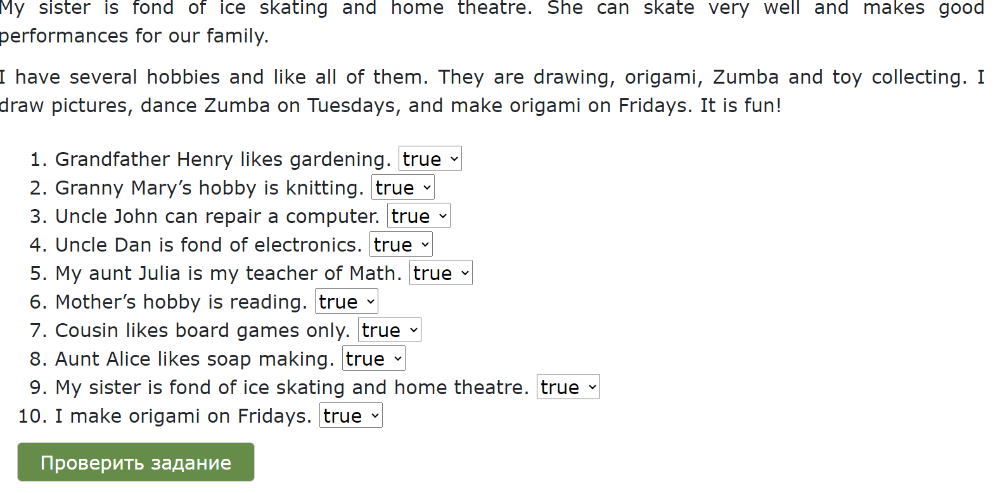 My sister is fond of ice skating and home theatre. She can skate very well and makes good
performances for our family.
I have several hobbies and like all of them. They are drawing, origami, Zumba and toy collecting. I
draw pictures, dance Zumba on Tuesdays, and make origami on Fridays. It is fun!
1. Grandfather Henry likes gardening. true
2. Granny Mary’s hobby is knitting. true
3. Uncle John can repair a computer. true
4. Uncle Dan is fond of electronics. true
5. My aunt Julia is my teacher of Math. true
6. Mother’s hobby is reading. true
7. Cousin likes board games only. true
8. Aunt Alice likes soap making. true
9. My sister is fond of ice skating and home theatre. true
10. I make origami on Fridays. true
Проверить задание